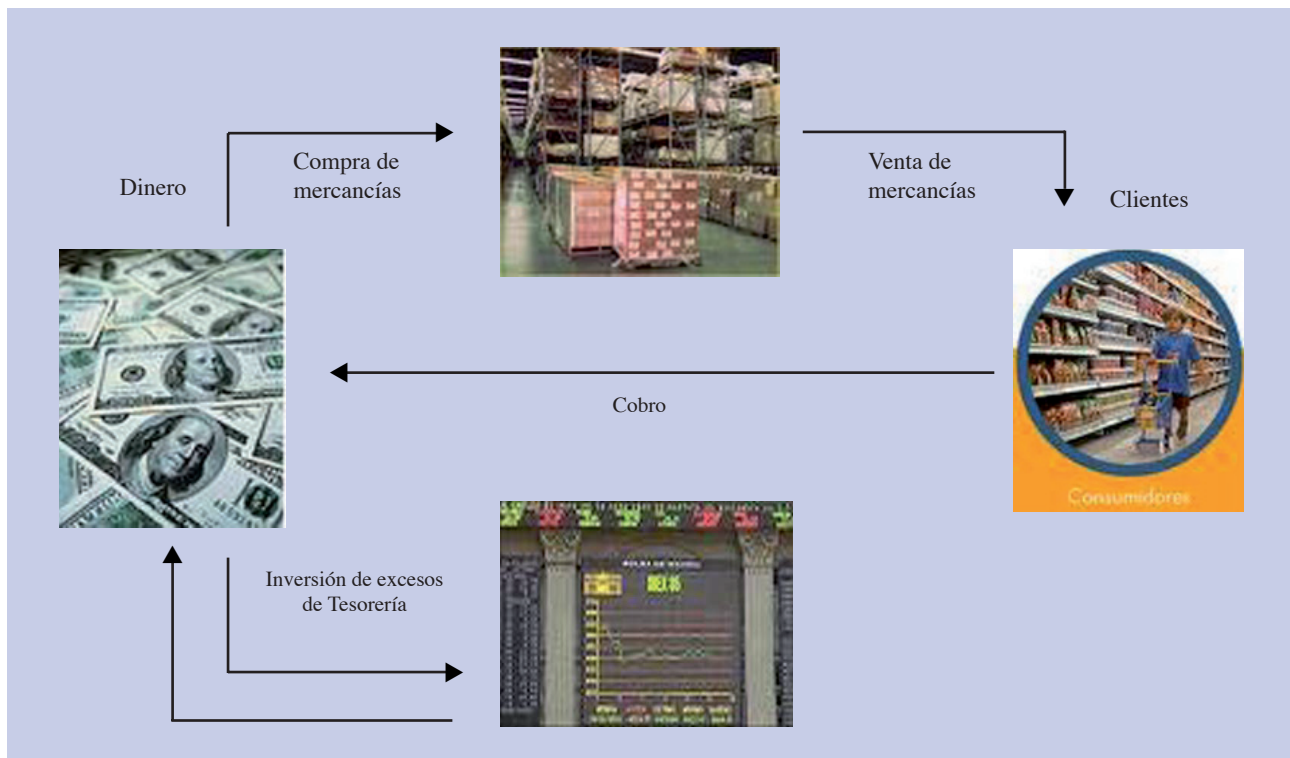 Dinero
Compra de
mercancías
Venta de
mercancías
Clientes
Cobro
Consumidores
Inversión de excesos
de Tesorería